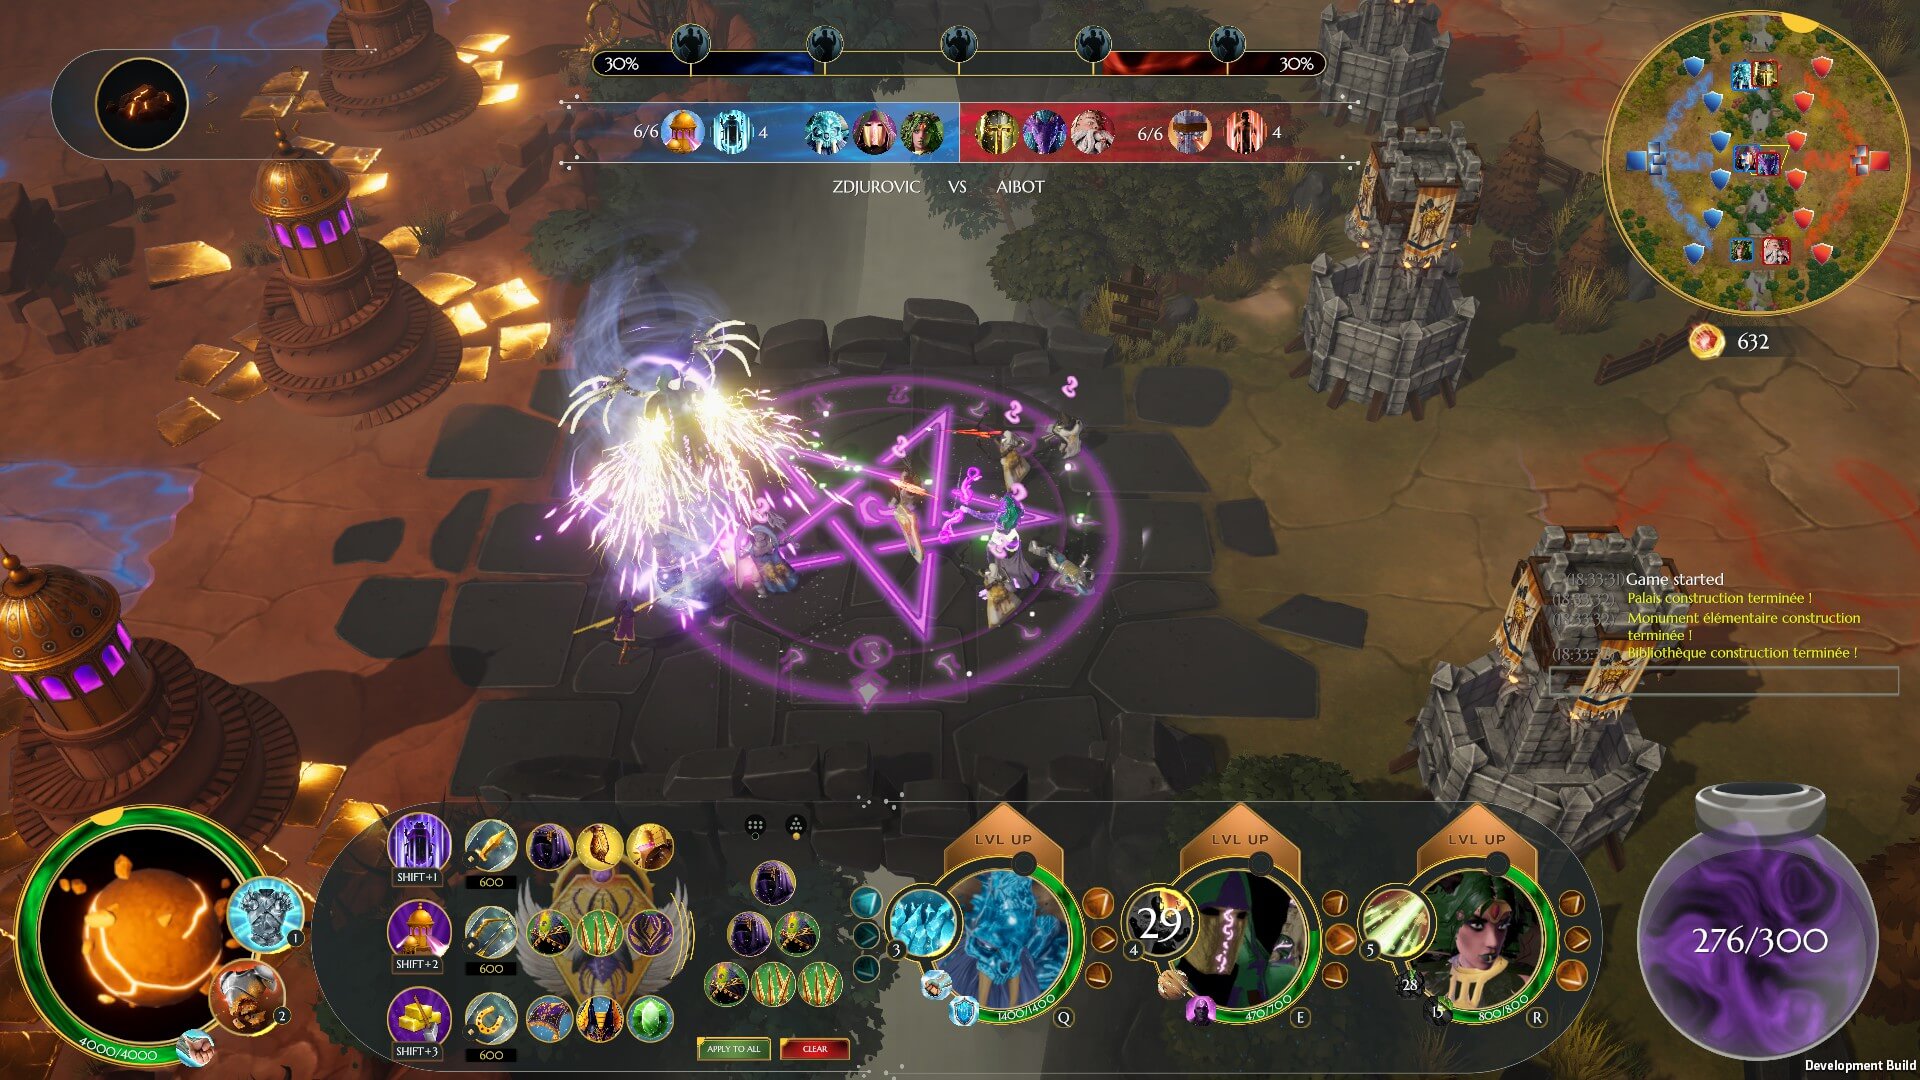 30%
30%
6/6
4
6/6
4
ZDJUROVIC VS AIBOT
632
(18:33:31) Game started
Palais construction terminée !
Monument élémentaire construction
terminée !
Bibliothèque construction terminée !
SHIFT+1
600
SHIFT+2
600
SHIFT+3
600
APPLY TO ALL
CLEAR
LVL UP
LVL UP
LVL UP
3
29
4
5
28
15
1400/1400
Q
470/700
E
800/800
R
1
2
4000/4000
276/300
Development Build